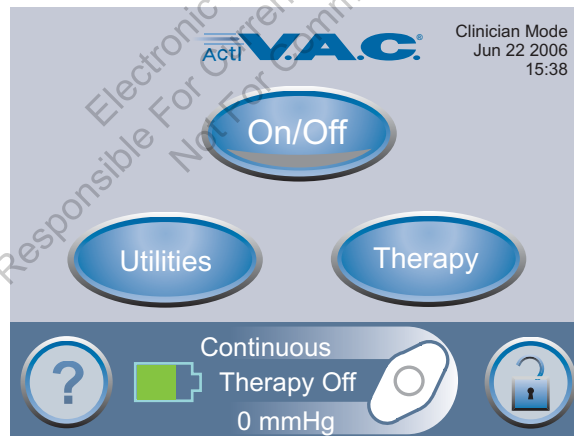 Electronic
Responsible For Current
Not For Comm
ActI V.A.C.®
Clinician Mode
Jun 22 2006
15:38
On/Off
Utilities
Therapy
?
Continuous
Therapy Off
0 mmHg